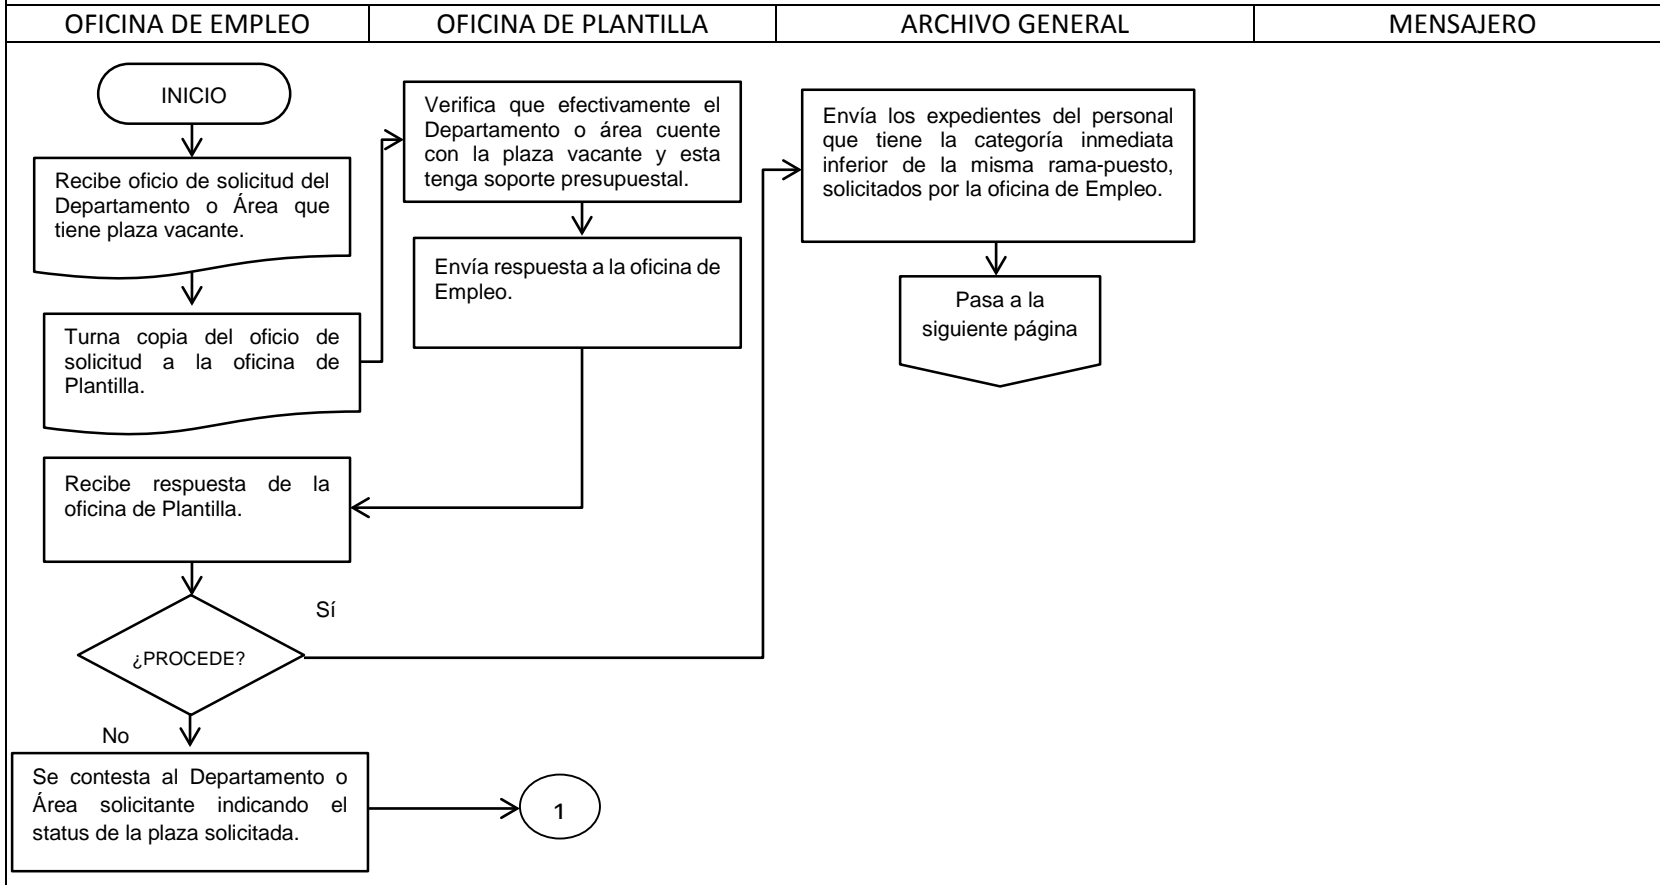 OFICINA DE EMPLEO
OFICINA DE PLANTILLA
ARCHIVO GENERAL
MENSAJERO
INICIO
Recibe oficio de solicitud del
Departamento o Área que
tiene plaza vacante.
Turna copia del oficio de
solicitud a la oficina de
Plantilla.
Recibe respuesta de la
oficina de Plantilla.
¿PROCEDE?
Sí
No
Se contesta al Departamento o
Área solicitante indicando el
status de la plaza solicitada.
1
Verifica que efectivamente el
Departamento o área cuente
con la plaza vacante y esta
tenga soporte presupuestal.
Envía respuesta a la oficina de
Empleo.
Envía los expedientes del personal
que tiene la categoría inmediata
inferior de la misma rama-puesto,
solicitados por la oficina de Empleo.
Pasa a la
siguiente página